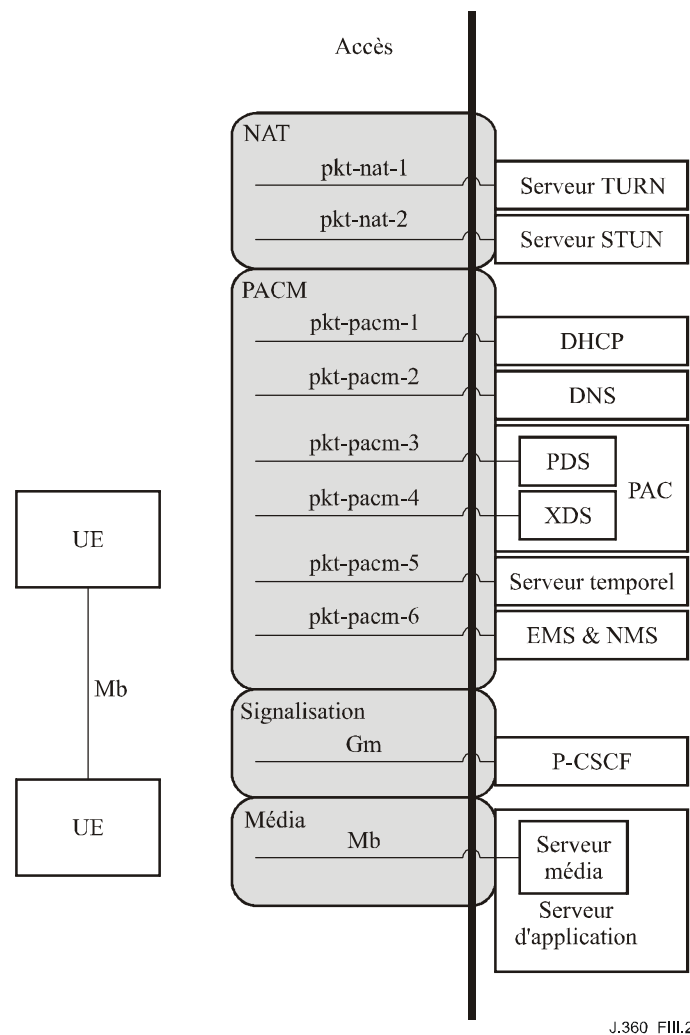 Accès
NAT
pkt-nat-1
Serveur TURN
pkt-nat-2
Serveur STUN
PACM
pkt-pacm-1
DHCP
pkt-pacm-2
DNS
pkt-pacm-3
PDS
PAC
pkt-pacm-4
XDS
pkt-pacm-5
Serveur temporel
pkt-pacm-6
EMS & NMS
UE
Mb
UE
Signalisation
Gm
P-CSCF
Média
Mb
Serveur
média
Serveur
d'application
J.360_FIII.2